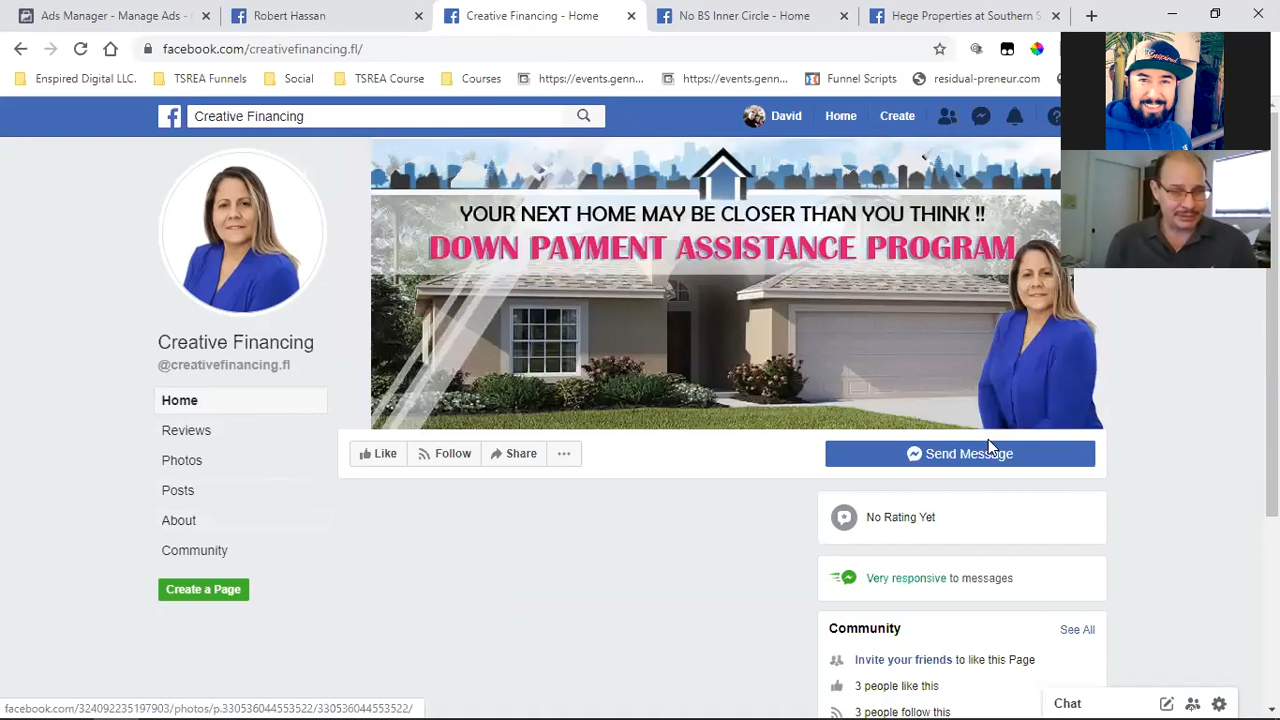 Ads Manager - Manage Ads -
Robert Hassan
Creative Financing - Home
No BS Inner Circle - Home
Hege Properties at Southern S
facebook.com/creativefinancing.fl/
Enspired Digital LLC.
TSREA Funnels
Social
TSREA Course
Courses
https://events.genn...
https://events.genn...
Funnel Scripts
residual-preneur.com
Creative Financing
David
Home
Create
YOUR NEXT HOME MAY BE CLOSER THAN YOU THINK !!
DOWN PAYMENT ASSISTANCE PROGRAM
Creative Financing
@creativefinancing.fl
Home
Reviews
Photos
Posts
About
Community
Create a Page
Like
Follow
Share
Send Message
No Rating Yet
Very responsive to messages
Community
See All
Invite your friends to like this Page
3 people like this
3 people follow this
Chat
facebook.com/324092235197903/photos/p.330536044553522/330536044553522/